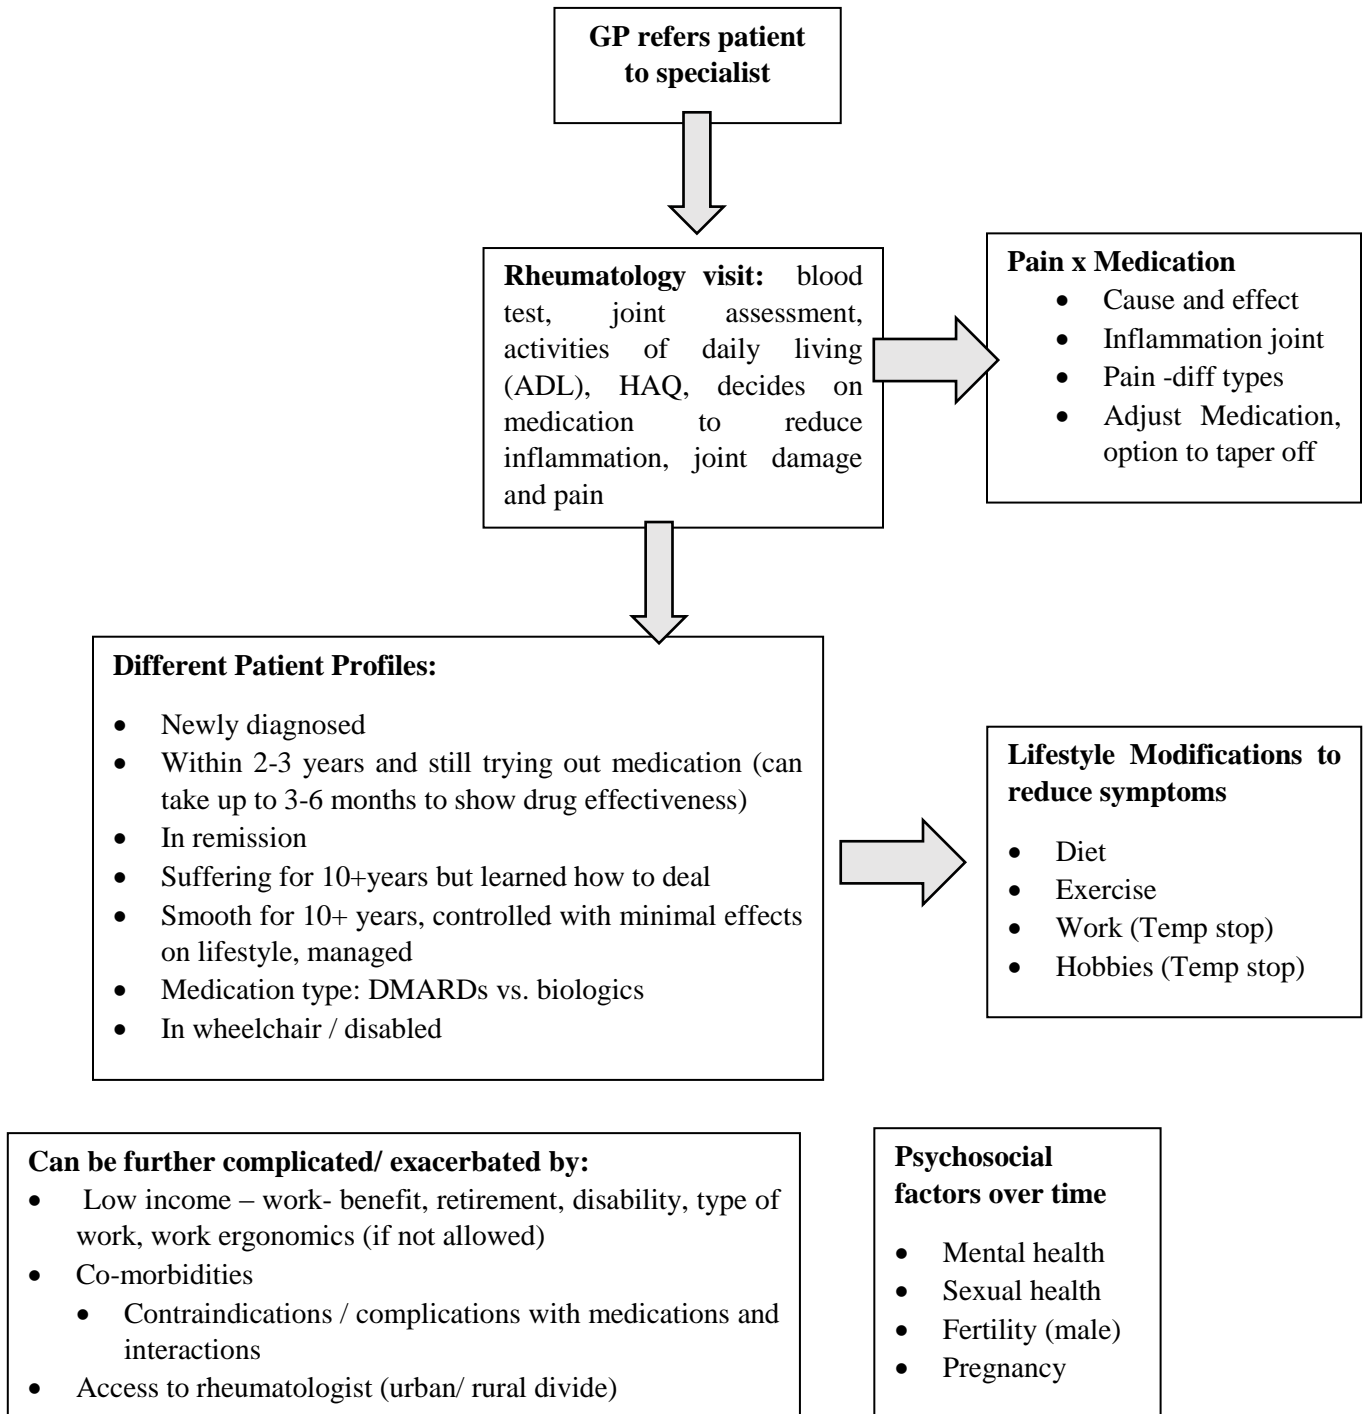 GP refers patient
to specialist
Rheumatology visit: blood
test, joint assessment,
activities of daily living
(ADL), HAQ, decides on
medication to reduce
inflammation, joint damage
and pain
Pain x Medication
• Cause and effect
• Inflammation joint
• Pain -diff types
• Adjust Medication,
option to taper off
Different Patient Profiles:
• Newly diagnosed
• Within 2-3 years and still trying out medication (can
take up to 3-6 months to show drug effectiveness)
• In remission
• Suffering for 10+years but learned how to deal
• Smooth for 10+ years, controlled with minimal effects
on lifestyle, managed
• Medication type: DMARDs vs. biologics
• In wheelchair / disabled
Lifestyle Modifications to
reduce symptoms
• Diet
• Exercise
• Work (Temp stop)
• Hobbies (Temp stop)
Can be further complicated/ exacerbated by:
• Low income – work- benefit, retirement, disability, type of
work, work ergonomics (if not allowed)
• Co-morbidities
• Contraindications / complications with medications and
interactions
• Access to rheumatologist (urban/ rural divide)
Psychosocial
factors over time
• Mental health
• Sexual health
• Fertility (male)
• Pregnancy